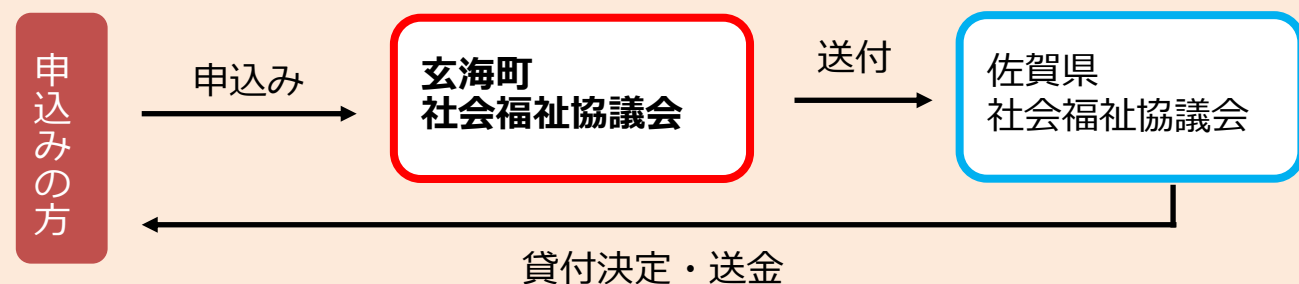 申込みの方
申込み
玄海町
社会福祉協議会
送付
佐賀県
社会福祉協議会
貸付決定・送金